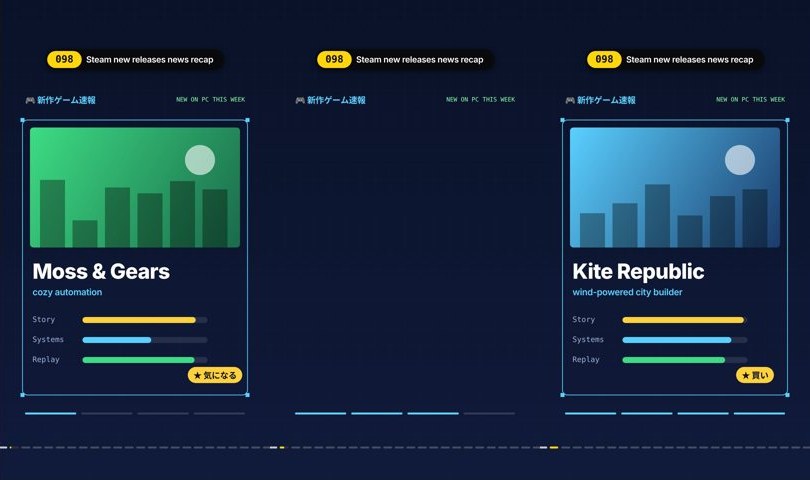 098 Steam new releases news recap
🎮 新作ゲーム速報 NEW ON PC THIS WEEK
Moss & Gears
cozy automation
Story
Systems
Replay
★ 気になる
098 Steam new releases news recap
🎮 新作ゲーム速報 NEW ON PC THIS WEEK
098 Steam new releases news recap
🎮 新作ゲーム速報 NEW ON PC THIS WEEK
Kite Republic
wind-powered city builder
Story
Systems
Replay
★ 買い